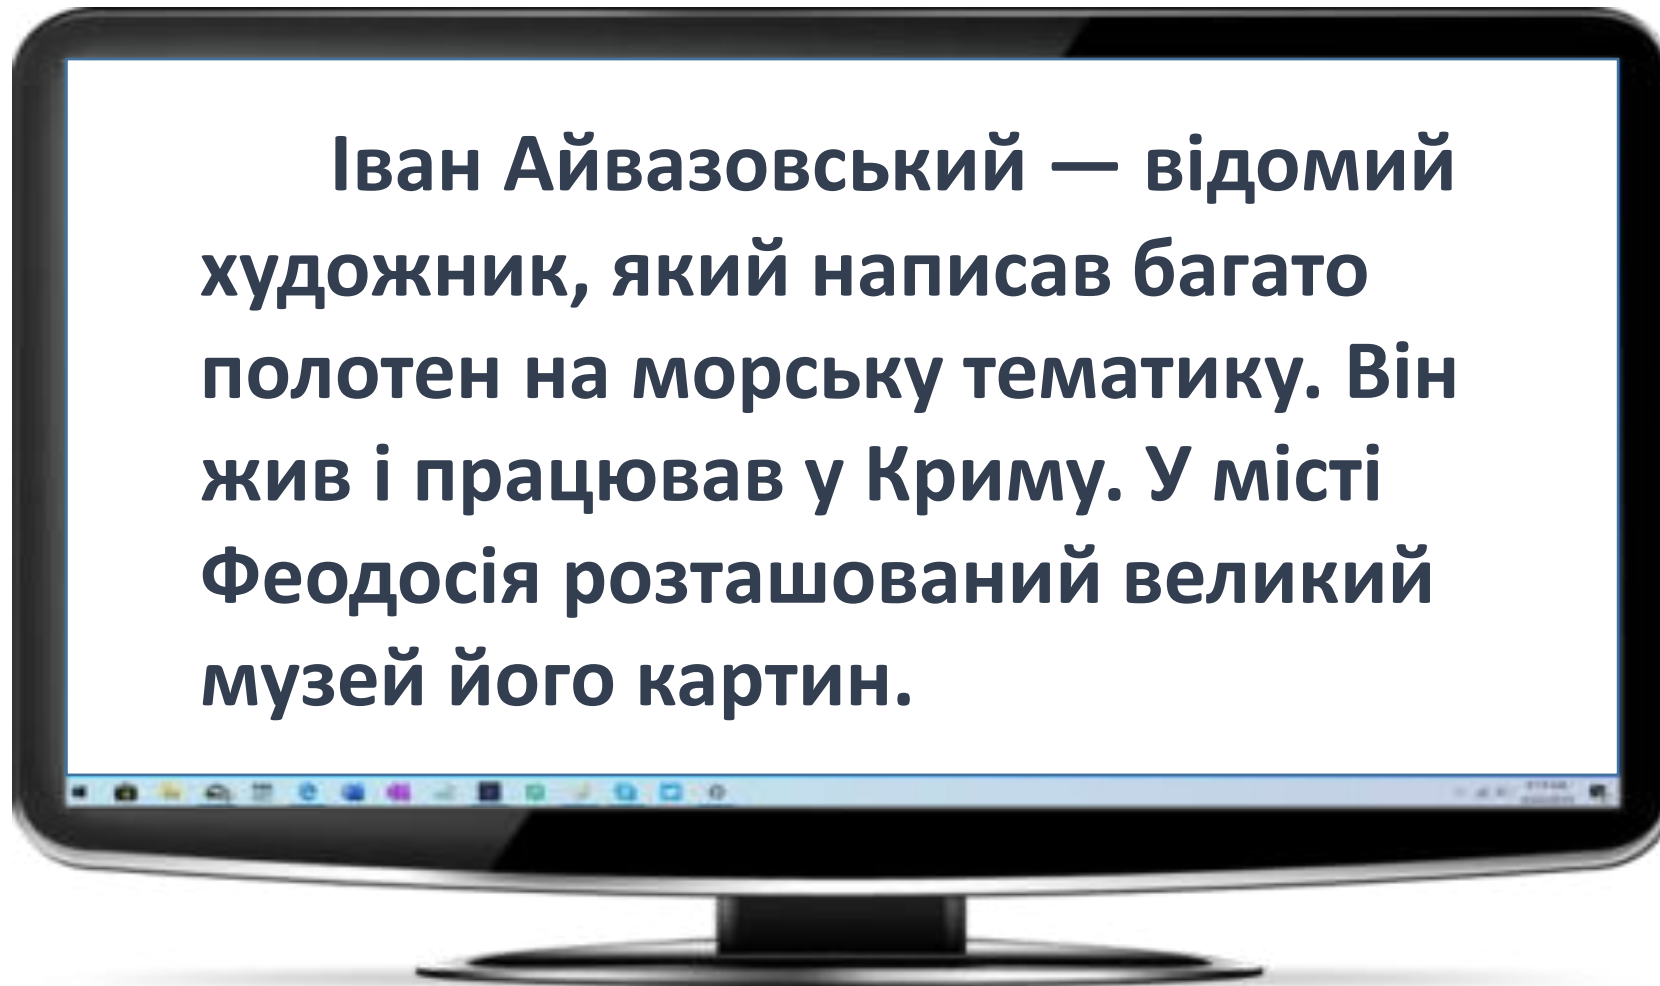 Іван Айвазовський — відомий
художник, який написав багато
полотен на морську тематику. Він
жив і працював у Криму. У місті
Феодосія розташований великий
музей його картин.